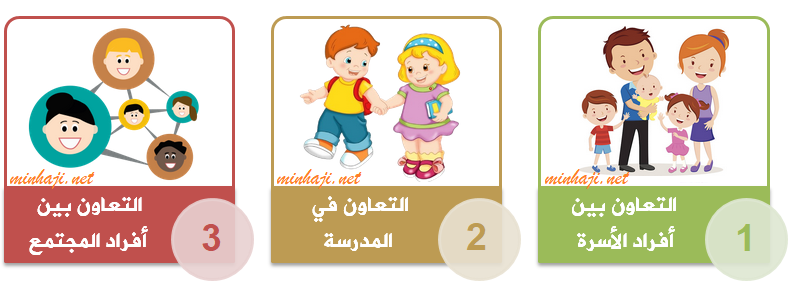 minhaji.net
التعاون بين
أفراد الأسرة
1
minhaji.net
التعاون في
المدرسة
2
minhaji.net
التعاون بين
أفراد المجتمع
3